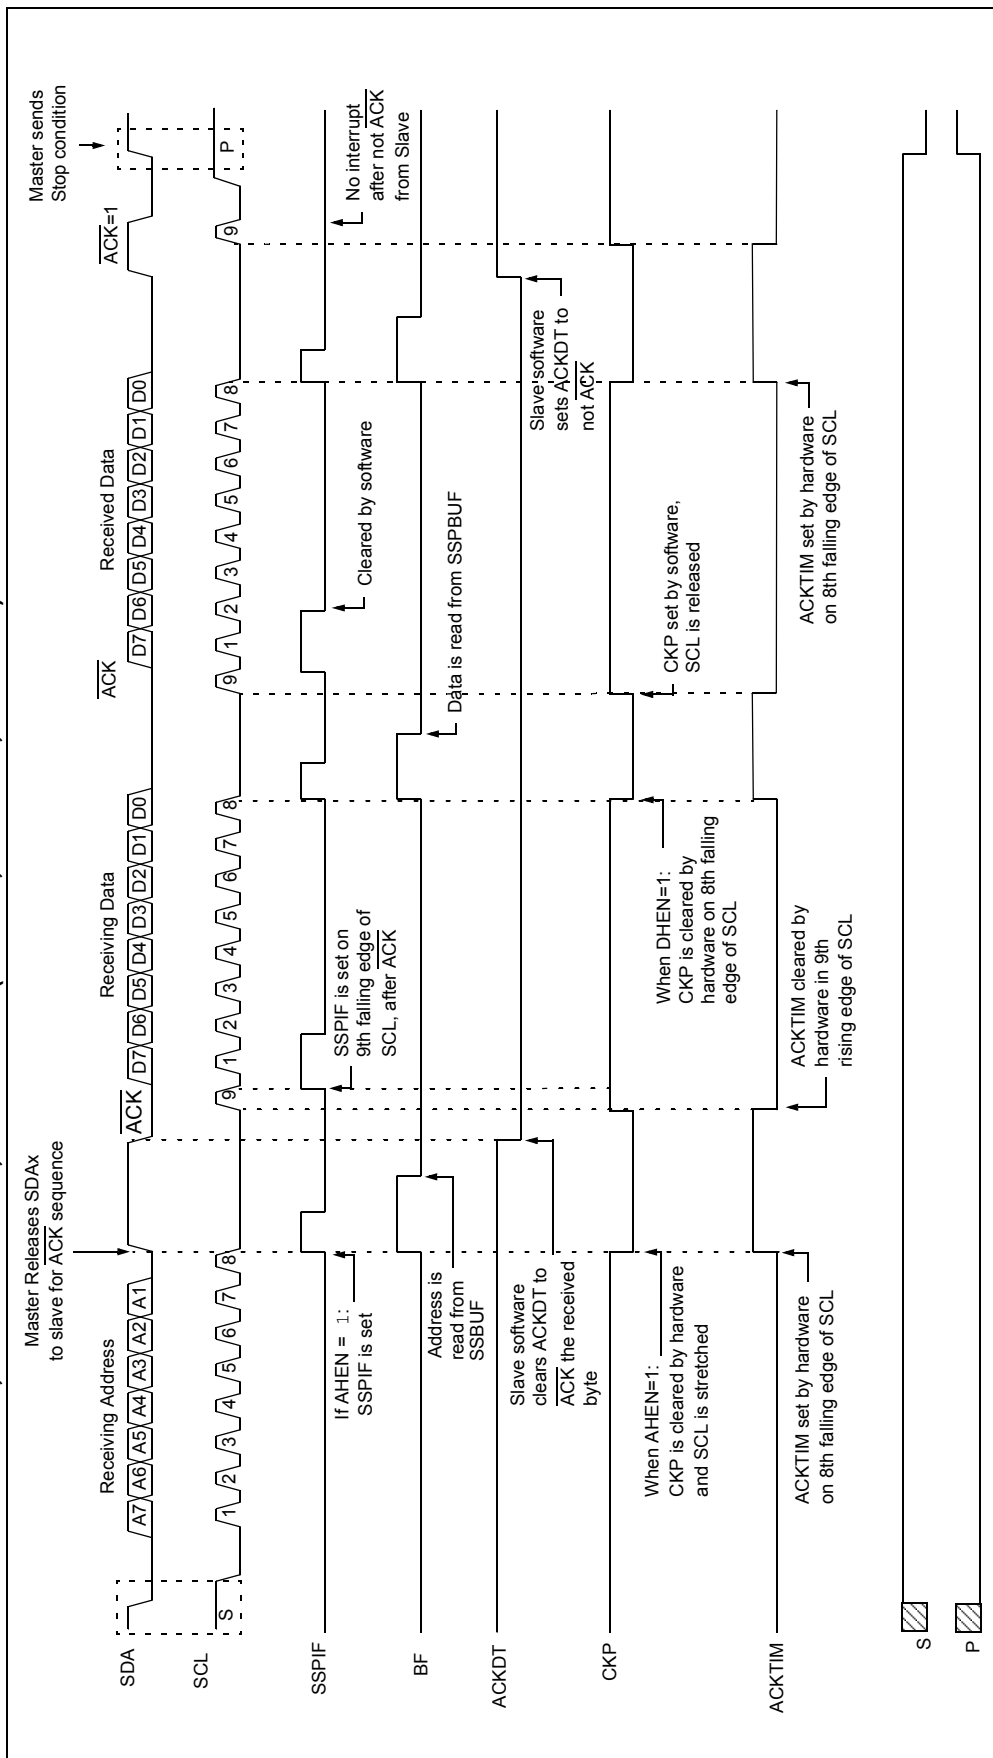 Master Releases SDAx
to slave for ACK sequence
Master sends
Stop condition
Receiving Address
Receiving Data
Received Data
ACK
ACK
ACK=1
SDA
A7 A6 A5 A4 A3 A2 A1
D7 D6 D5 D4 D3 D2 D1 D0
D7 D6 D5 D4 D3 D2 D1 D0
SCL
S
1 2 3 4 5 6 7 8 9
1 2 3 4 5 6 7 8 9
1 2 3 4 5 6 7 8 9
P
SSPIF
If AHEN = 1:
SSPIF is set
SSPIF is set on
9th falling edge of
SCL, after ACK
Cleared by software
No interrupt
after not ACK
from Slave
BF
Address is
read from
SSBUF
Data is read from SSPBUF
ACKDT
Slave software
clears ACKDT to
ACK the received
byte
Slave software
sets ACKDT to
not ACK
CKP
When AHEN=1:
CKP is cleared by hardware
and SCL is stretched
When DHEN=1:
CKP is cleared by
hardware on 8th falling
edge of SCL
CKP set by software,
SCL is released
ACKTIM
ACKTIM set by hardware
on 8th falling edge of SCL
ACKTIM cleared by
hardware in 9th
rising edge of SCL
ACKTIM set by hardware
on 8th falling edge of SCL
S
P